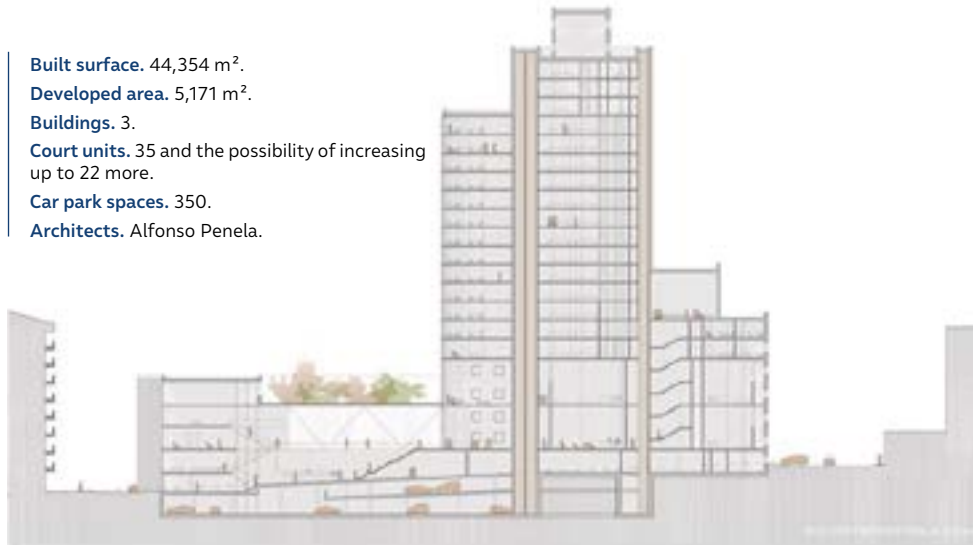 Built surface. 44,354 m².
Developed area. 5,171 m².
Buildings. 3.
Court units. 35 and the possibility of increasing
up to 22 more.
Car park spaces. 350.
Architects. Alfonso Penela.